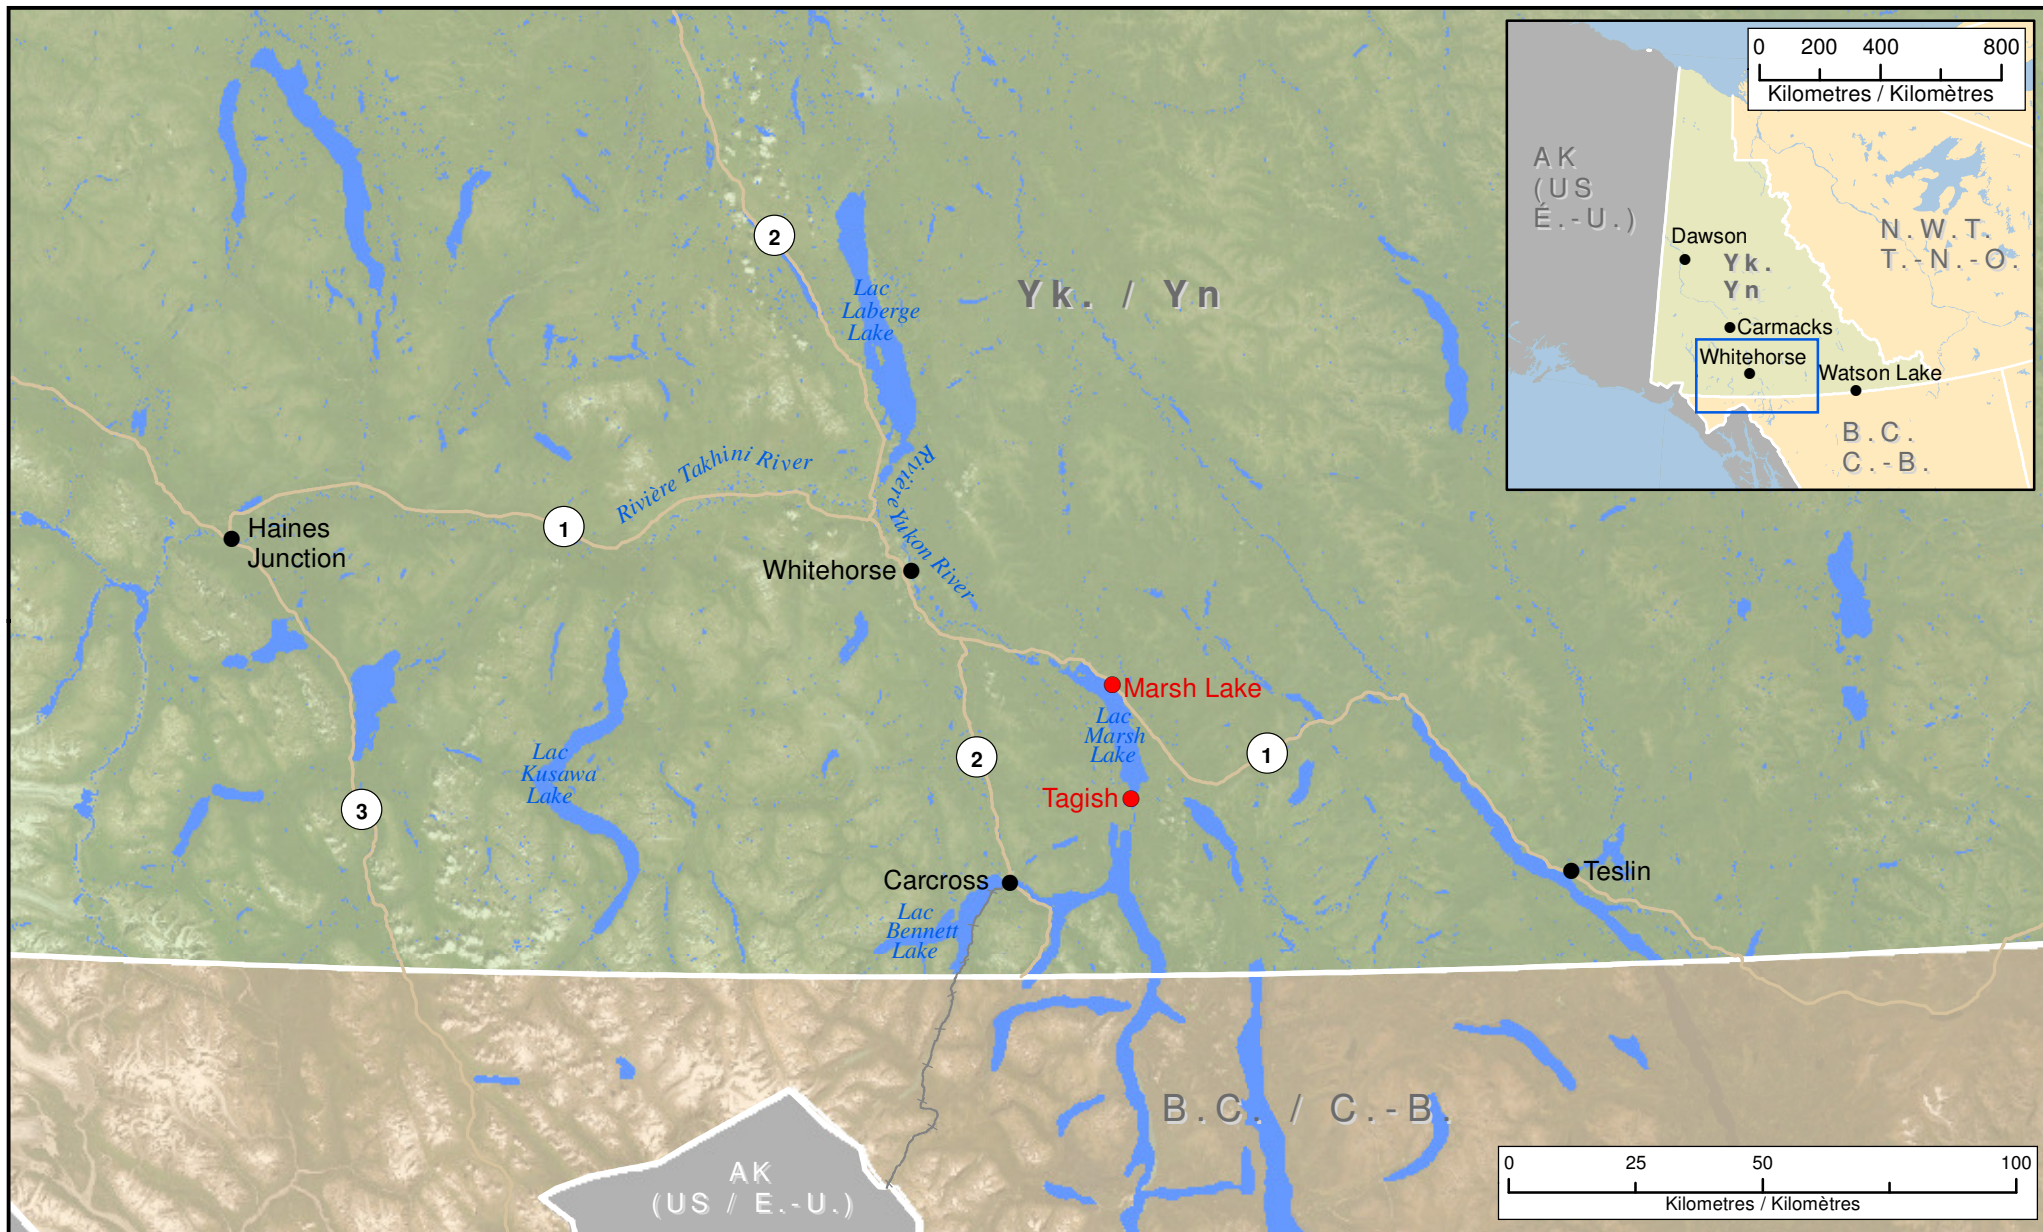 0 200 400 800
Kilometres / Kilomètres
AK
(US
É.-U.)
N.W.T.
T.-N.-O.
Dawson
Yk.
Yn
Carmacks
Whitehorse
Watson Lake
B.C.
C.-B.
2
Lac
Laberge
Lake
Yk. / Yn
Rivière Takhini River
Rivière Yukon River
1
Haines
Junction
Whitehorse
Marsh Lake
Lac
Marsh
Lake
2
1
Lac
Kusawa
Lake
3
Tagish
Teslin
Carcross
Lac
Bennett
Lake
B.C. / C.-B.
AK
(US / E.-U.)
0 25 50 100
Kilometres / Kilomètres